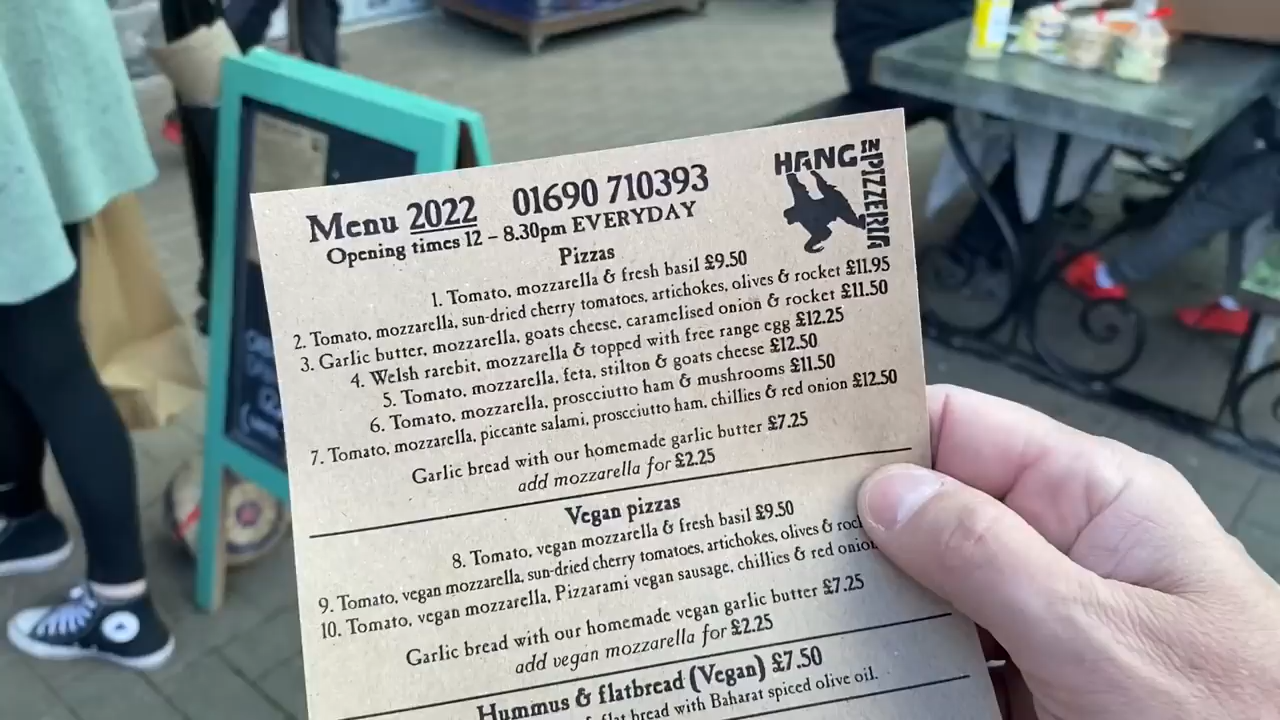 Menu 2022 01690 710393
HANG IN PIZZERIA
Opening times 12 – 8.30pm EVERYDAY
Pizzas
1. Tomato, mozzarella & fresh basil £9.50
2. Tomato, mozzarella, sun-dried cherry tomatoes, artichokes, olives & rocket £11.95
3. Garlic butter, mozzarella, goats cheese, caramelised onion & rocket £11.50
4. Welsh rarebit, mozzarella & topped with free range egg £12.25
5. Tomato, mozzarella, feta, stilton & goats cheese £12.50
6. Tomato, mozzarella, proscciutto ham & mushrooms £11.50
7. Tomato, mozzarella, piccante salami, proscciutto ham, chillies & red onion £12.50
Garlic bread with our homemade garlic butter £7.25
add mozzarella for £2.25
Vegan pizzas
8. Tomato, vegan mozzarella & fresh basil £9.50
9. Tomato, vegan mozzarella, sun-dried cherry tomatoes, artichokes, olives & roc
10. Tomato, vegan mozzarella, Pizzarami vegan sausage, chillies & red onion
Garlic bread with our homemade vegan garlic butter £7.25
add vegan mozzarella for £2.25
Hummus & flatbread (Vegan) £7.50
& flat bread with Baharat spiced olive oil.